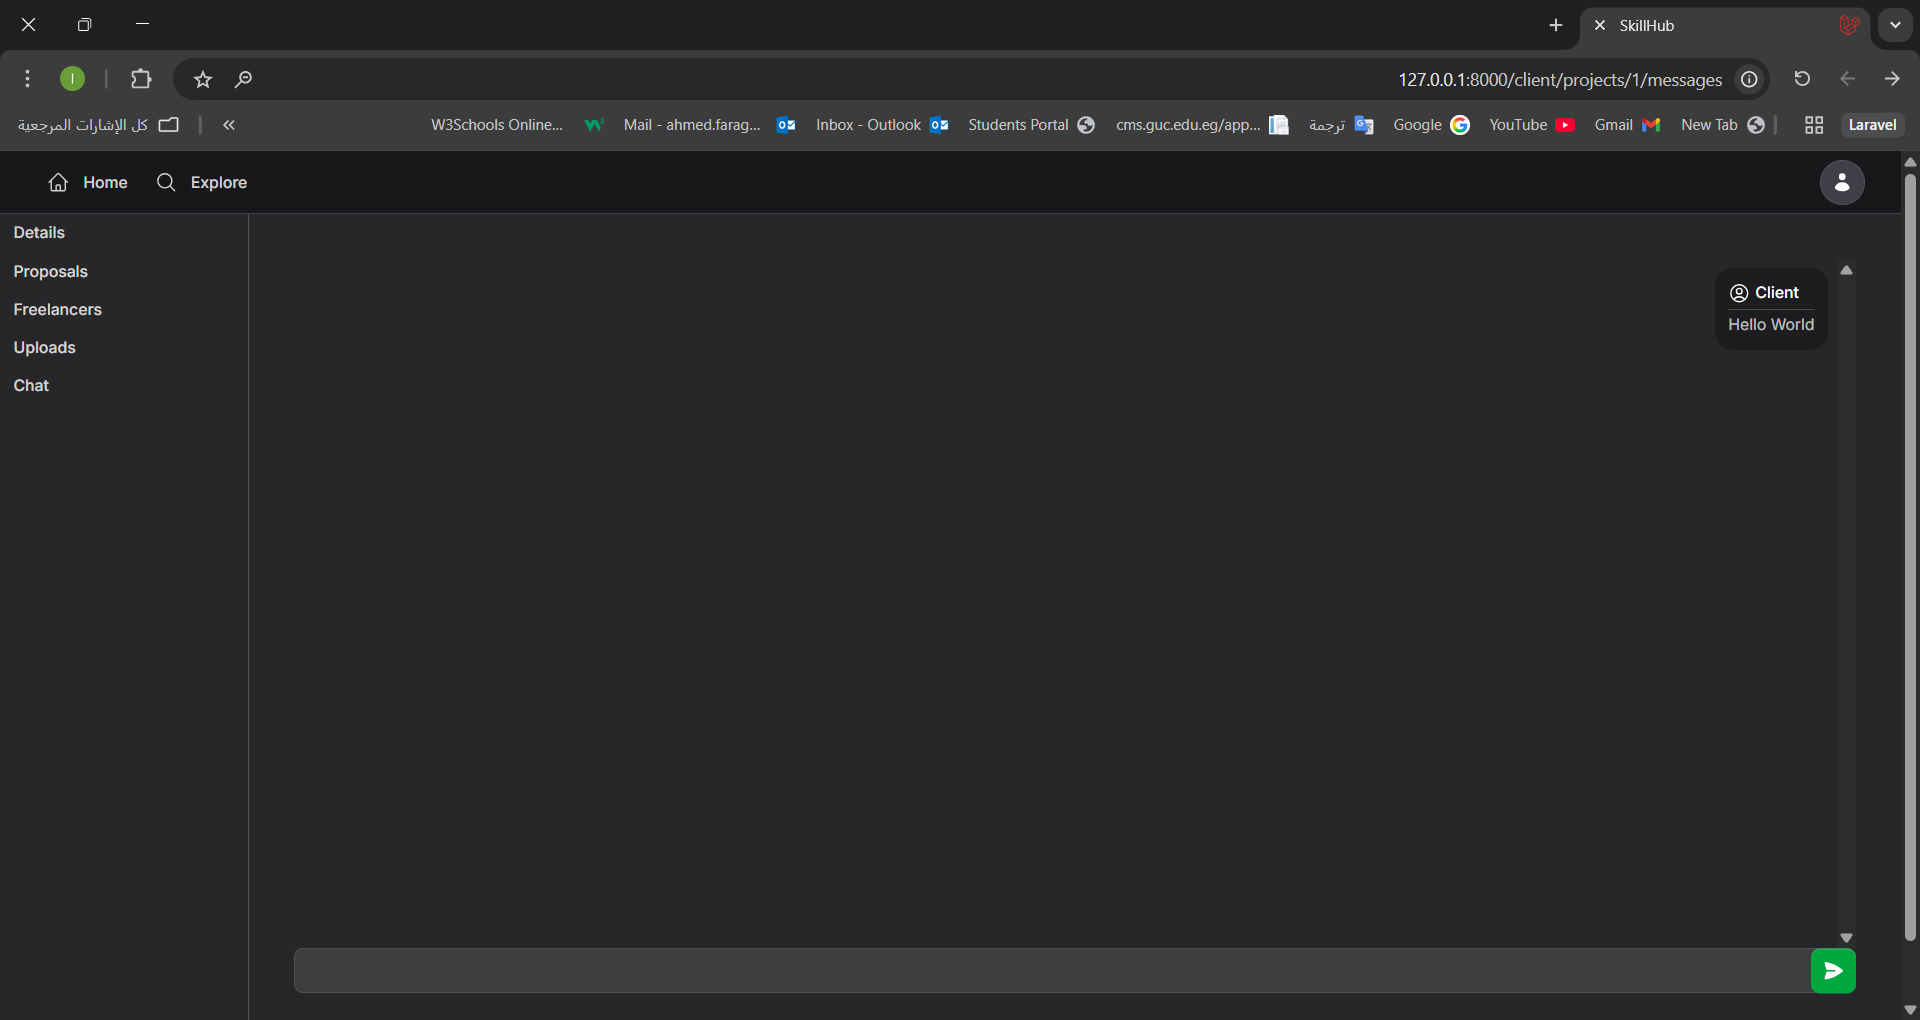 SkillHub
I
127.0.0.1:8000/client/projects/1/messages
كل الإشارات المرجعية
W3Schools Online...
Mail - ahmed.farag...
Inbox - Outlook
Students Portal
cms.guc.edu.eg/app...
ترجمة
Google
YouTube
Gmail
New Tab
Laravel
Home
Explore
Details
Proposals
Freelancers
Uploads
Chat
Client
Hello World